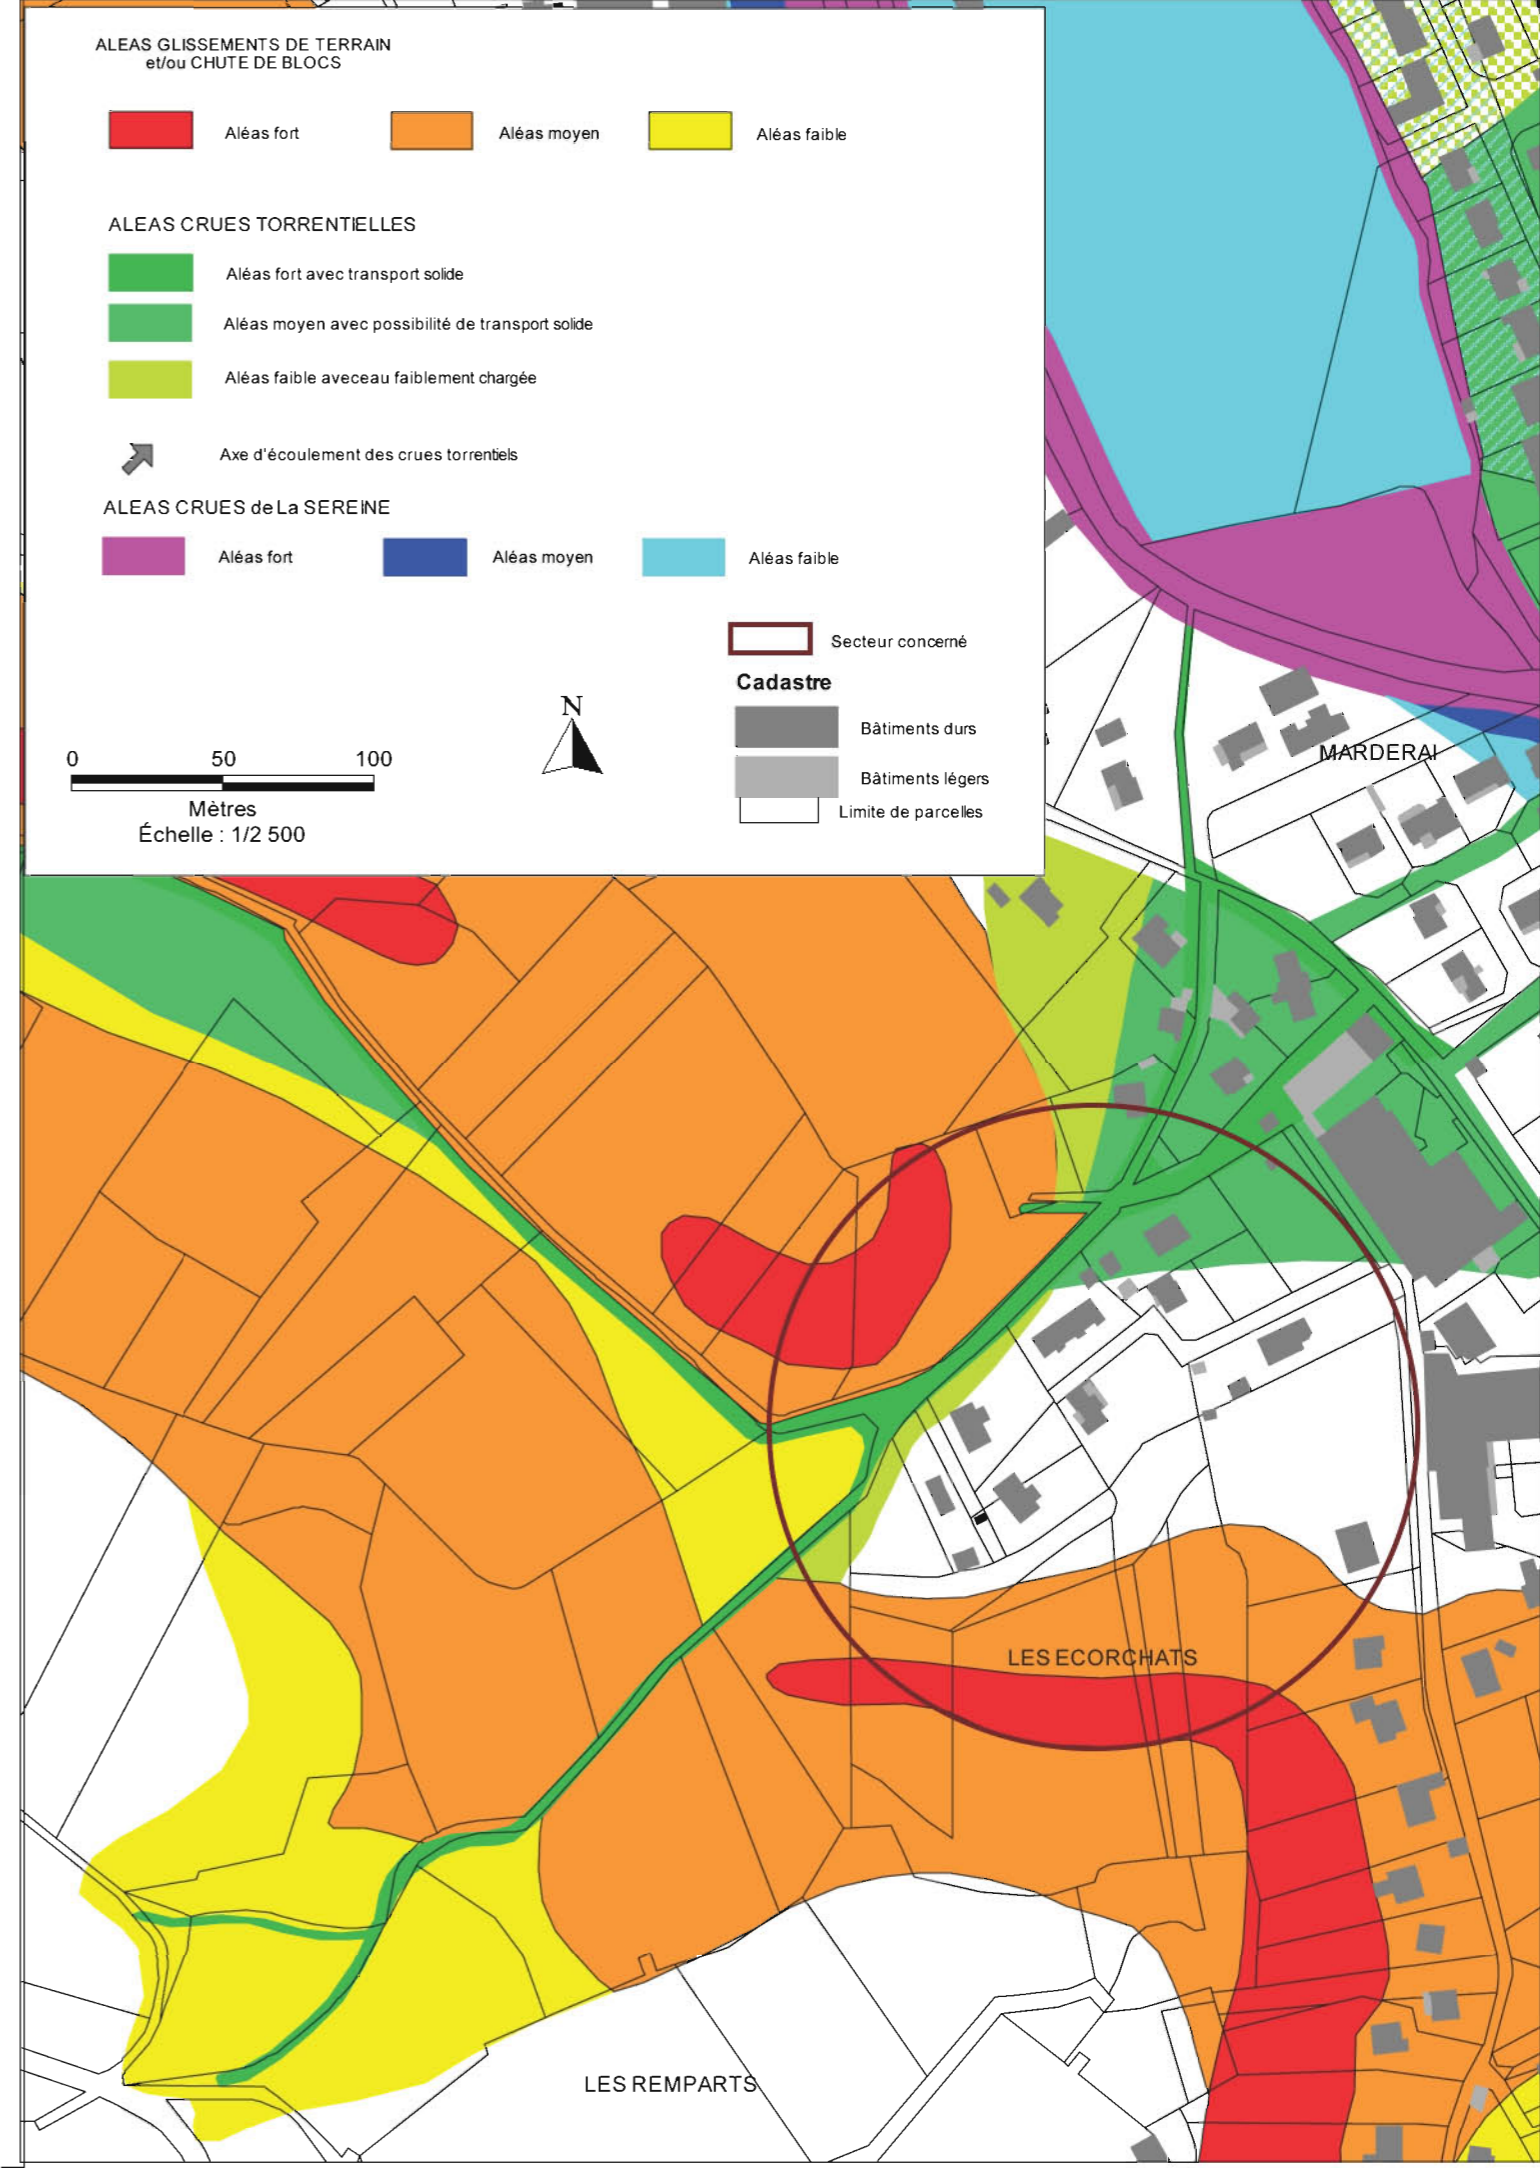 ALEAS GLISSEMENTS DE TERRAIN
et/ou CHUTE DE BLOCS
Aléas fort
Aléas moyen
Aléas faible
ALEAS CRUES TORRENTIELLES
Aléas fort avec transport solide
Aléas moyen avec possibilité de transport solide
Aléas faible aveceau faiblement chargée
Axe d'écoulement des crues torrentiels
ALEAS CRUES de La SEREINE
Aléas fort
Aléas moyen
Aléas faible
Secteur concerné
Cadastre
Bâtiments durs
Bâtiments légers
Limite de parcelles
N
0 50 100
Mètres
Échelle : 1/2 500
MARDERAI
LES ECORCHATS
LES REMPARTS